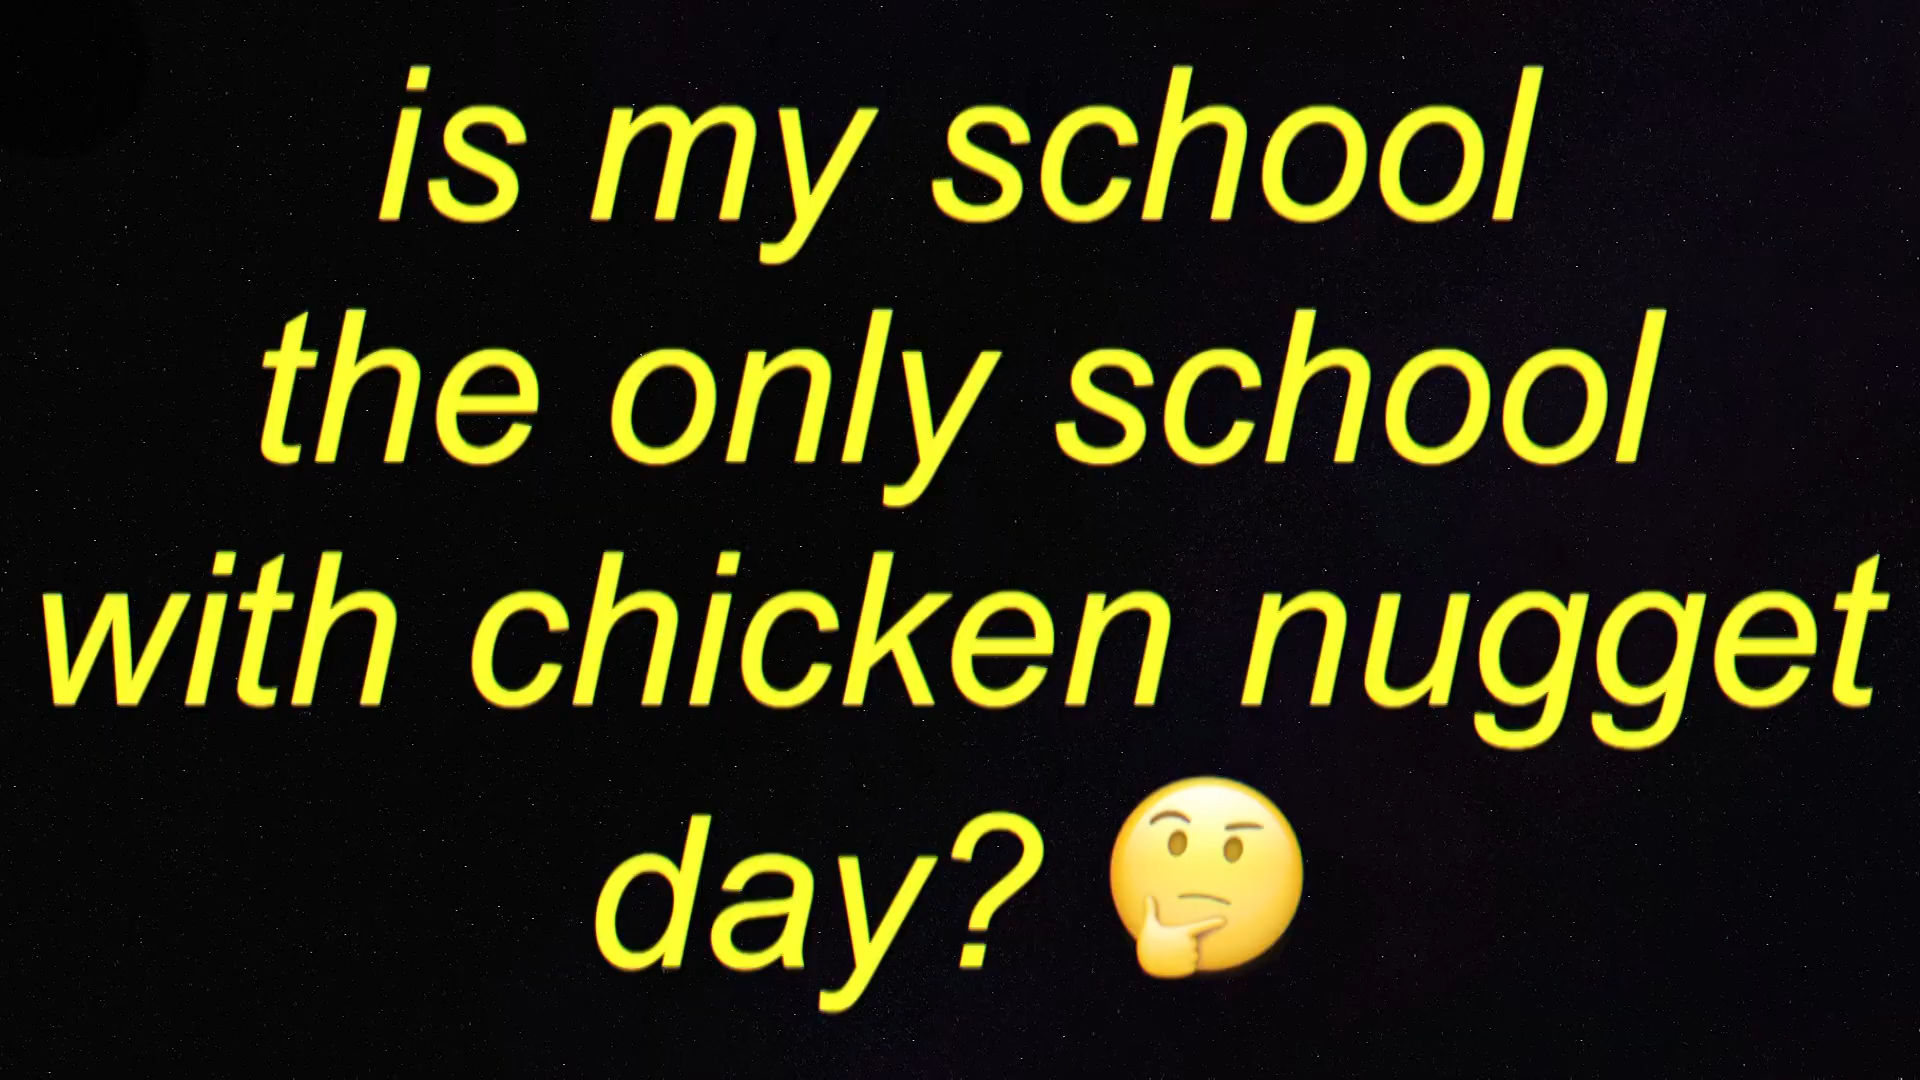 is my school
the only school
with chicken nugget
day? 🤔